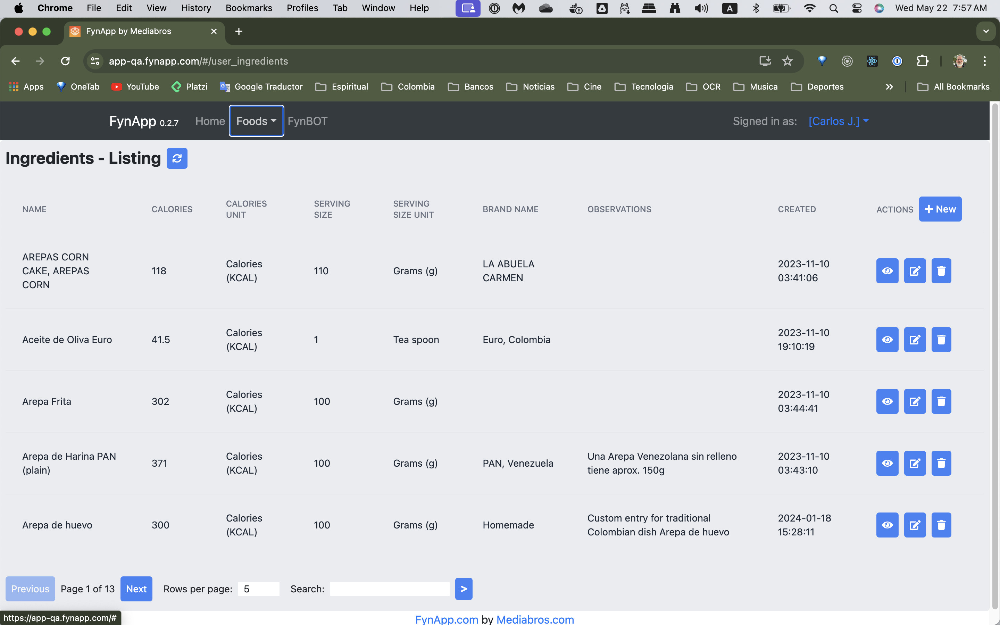 Chrome File Edit View History Bookmarks Profiles Tab Window Help A Wed May 22 7:57 AM
FynApp by Mediabros
app-qa.fynapp.com/#/user_ingredients
Apps OneTab YouTube Platzi Google Traductor Espiritual Colombia Bancos Noticias Cine Tecnologia OCR Musica Deportes All Bookmarks
FynApp 0.2.7 Home Foods FynBOT Signed in as: [Carlos J.]
Ingredients - Listing
NAME CALORIES CALORIES UNIT SERVING SIZE SERVING SIZE UNIT BRAND NAME OBSERVATIONS CREATED ACTIONS + New
AREPAS CORN CAKE, AREPAS CORN 118 Calories (KCAL) 110 Grams (g) LA ABUELA CARMEN 2023-11-10 03:41:06
Aceite de Oliva Euro 41.5 Calories (KCAL) 1 Tea spoon Euro, Colombia 2023-11-10 19:10:19
Arepa Frita 302 Calories (KCAL) 100 Grams (g) 2023-11-10 03:44:41
Arepa de Harina PAN (plain) 371 Calories (KCAL) 100 Grams (g) PAN, Venezuela Una Arepa Venezolana sin relleno tiene aprox. 150g 2023-11-10 03:43:10
Arepa de huevo 300 Calories (KCAL) 100 Grams (g) Homemade Custom entry for traditional Colombian dish Arepa de huevo 2024-01-18 15:28:11
Previous Page 1 of 13 Next Rows per page: 5 Search: >
https://app-qa.fynapp.com/#
FynApp.com by Mediabros.com